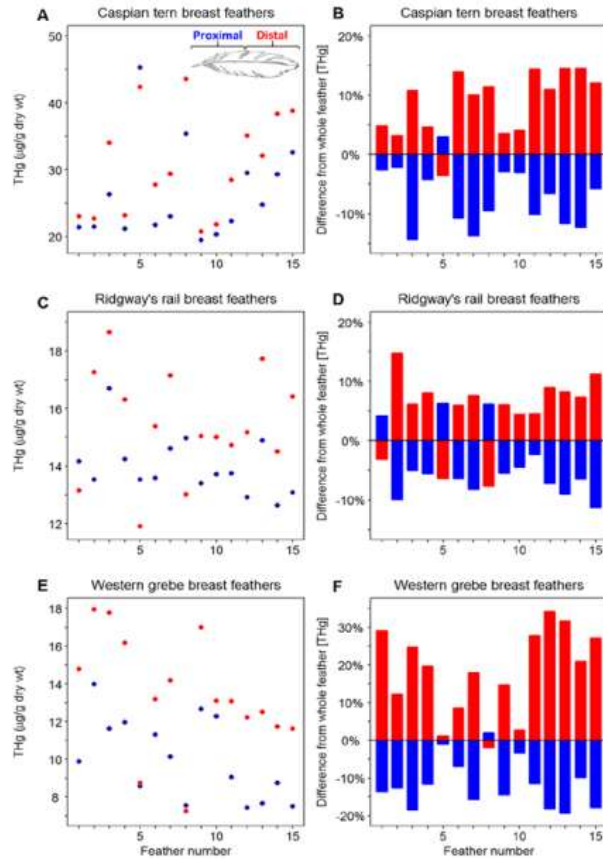 A Caspian tern breast feathers
Proximal Distal
THg (µg/g dry wt)
50
40
30
20
5 10 15
B Caspian tern breast feathers
Difference from whole feather [THg]
20%
10%
0%
-10%
5 10 15
C Ridgway's rail breast feathers
THg (µg/g dry wt)
18
16
14
12
5 10 15
D Ridgway's rail breast feathers
Difference from whole feather [THg]
20%
10%
0%
-10%
5 10 15
E Western grebe breast feathers
THg (µg/g dry wt)
18
16
14
12
10
8
5 10 15
Feather number
F Western grebe breast feathers
Difference from whole feather [THg]
30%
20%
10%
0%
-10%
-20%
5 10 15
Feather number